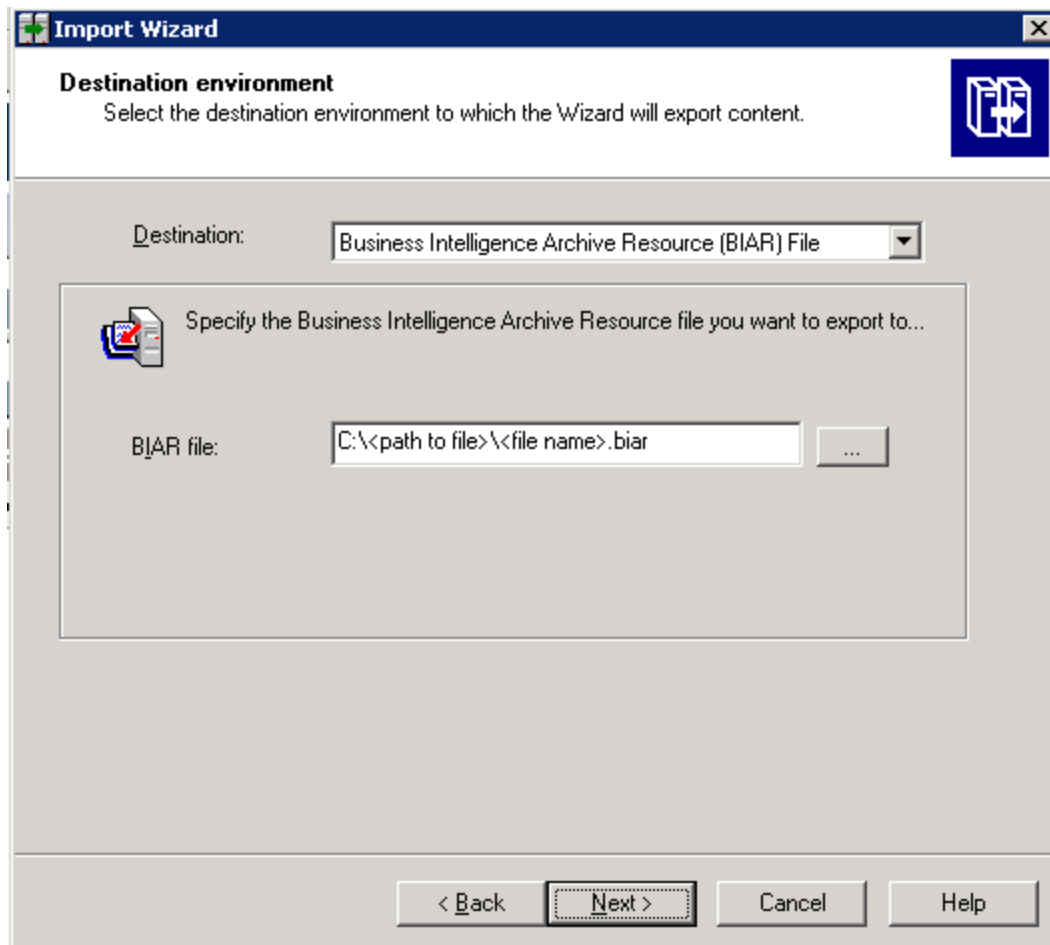 Import Wizard
Destination environment
Select the destination environment to which the Wizard will export content.
Destination:
Business Intelligence Archive Resource (BIAR) File
Specify the Business Intelligence Archive Resource file you want to export to...
BIAR file:
C:\<path to file>\<file name>.biar
...
< Back
Next >
Cancel
Help